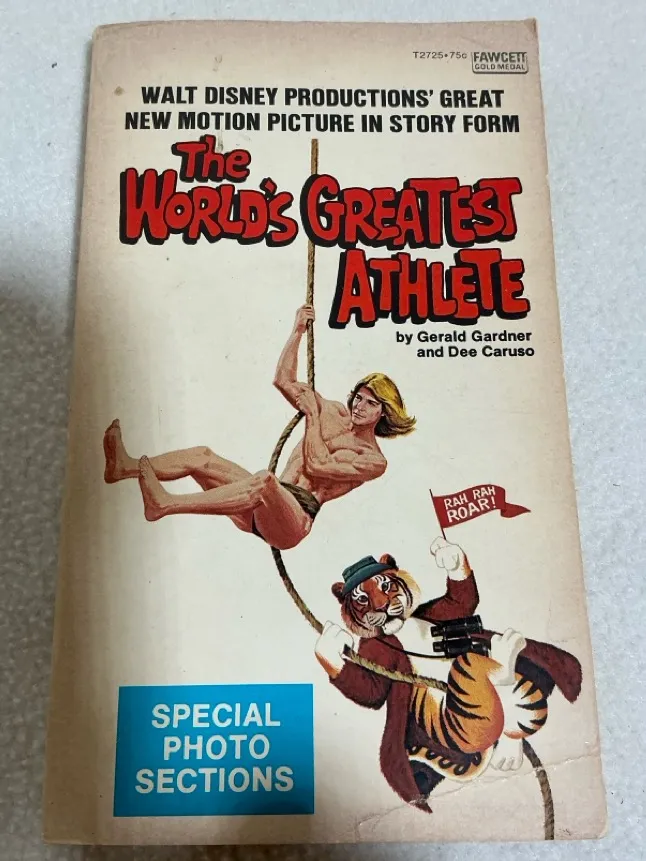 T2725•75c FAWCETT
GOLD MEDAL
WALT DISNEY PRODUCTIONS' GREAT
NEW MOTION PICTURE IN STORY FORM
The
WORLD'S GREATEST
ATHLETE
by Gerald Gardner
and Dee Caruso
RAH RAH
ROAR!
SPECIAL
PHOTO
SECTIONS